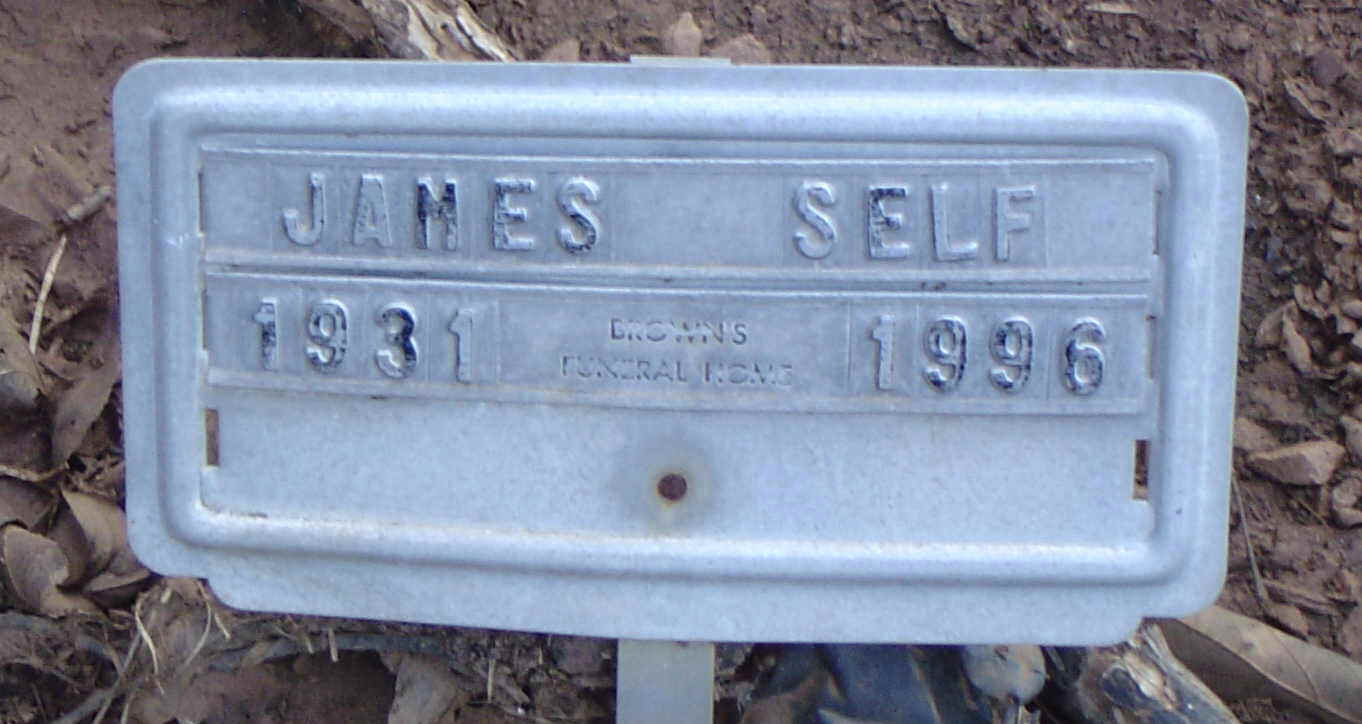 JAMES SELF
1931 BROWN'S 1996
FUNERAL HOME